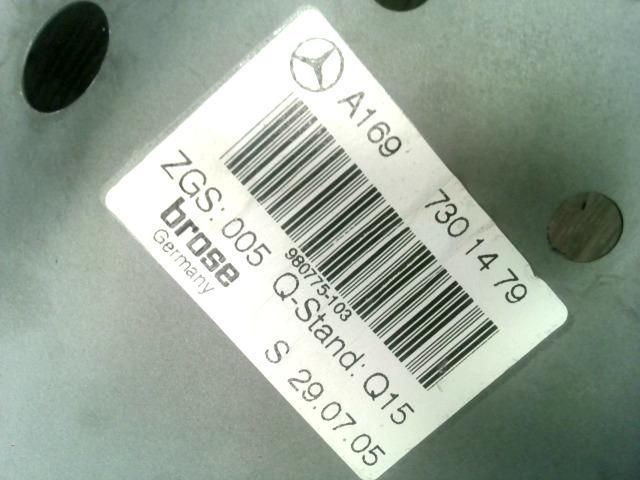 A169 730 14 79
980775-103
ZGS: 005 Q-Stand: Q15
brose S 29.07.05
Germany